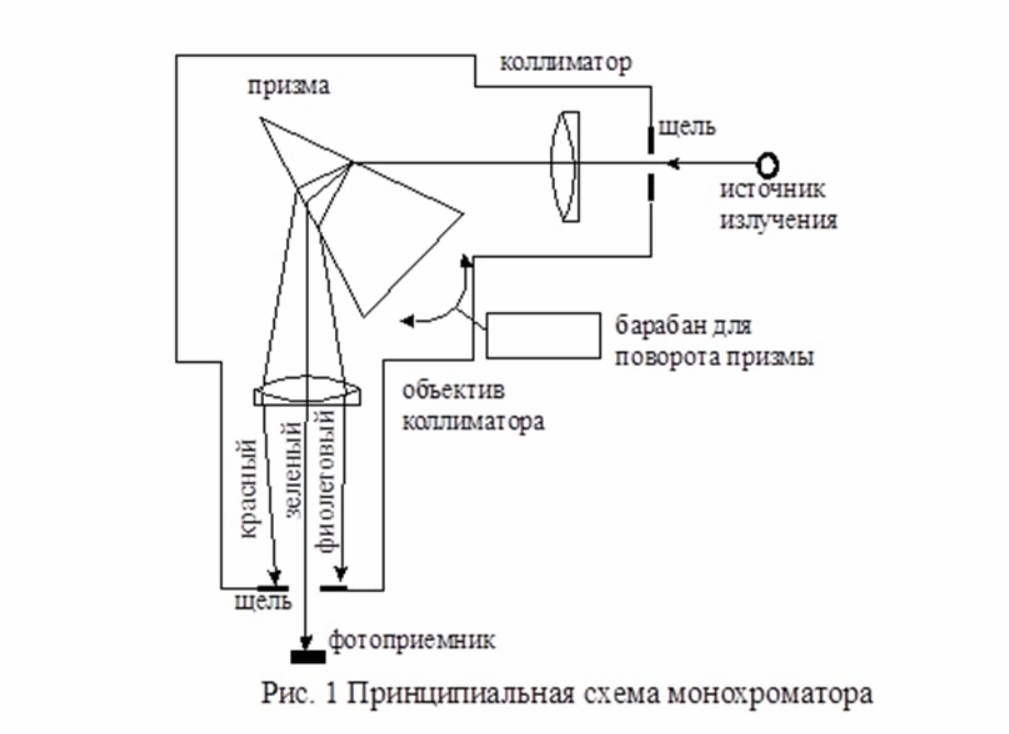 коллиматор
призма
щель
источник
излучения
барабан для
поворота призмы
объектив
коллиматора
красный
зеленый
фиолетовый
щель
фотоприемник
Рис. 1 Принципиальная схема монохроматора